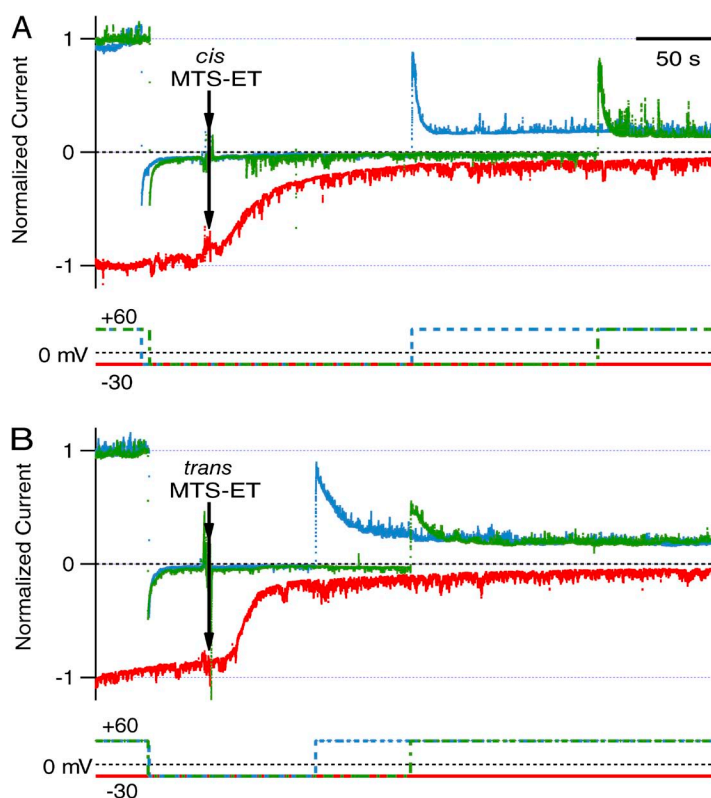 A
1
50 s
cis
MTS-ET
Normalized Current
0
-1
+60
0 mV
-30
B
1
trans
MTS-ET
Normalized Current
0
-1
+60
0 mV
-30